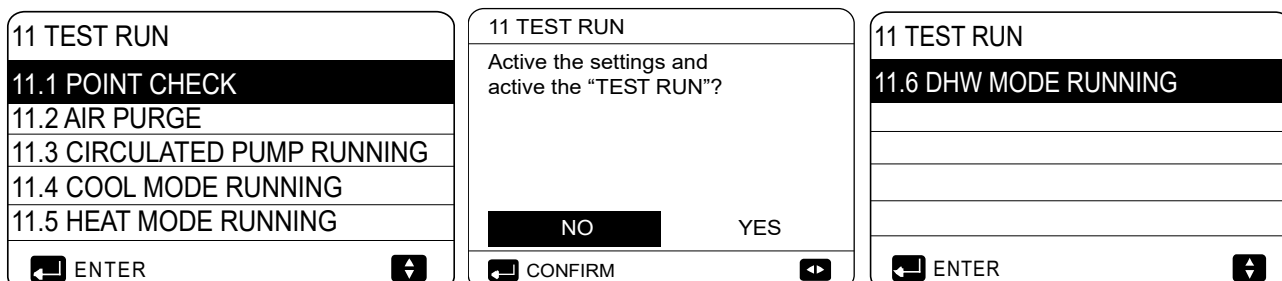 11 TEST RUN
11.1 POINT CHECK
11.2 AIR PURGE
11.3 CIRCULATED PUMP RUNNING
11.4 COOL MODE RUNNING
11.5 HEAT MODE RUNNING
ENTER
11 TEST RUN
Active the settings and
active the “TEST RUN”?
NO YES
CONFIRM
11 TEST RUN
11.6 DHW MODE RUNNING
ENTER